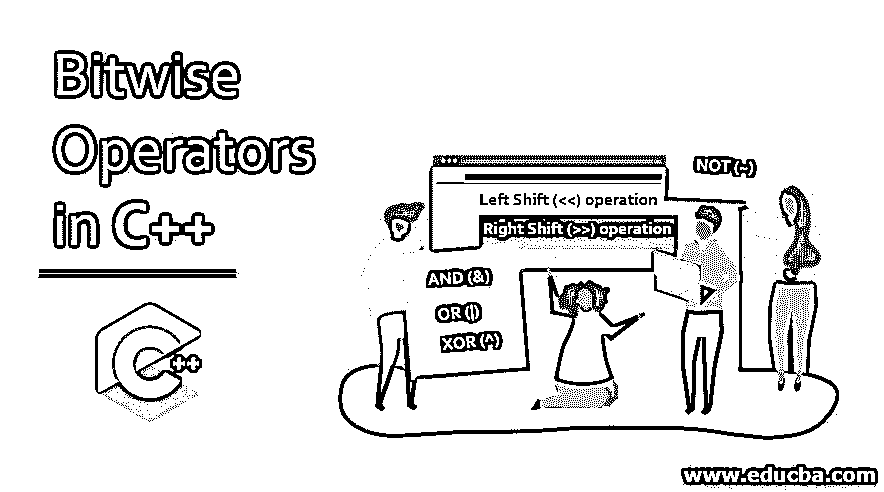 Bitwise
Operators
in C++
C++
NOT (~)
Left Shift (<<) operation
Right Shift (>>) operation
AND (&)
OR (|)
XOR (^)
www.educba.com